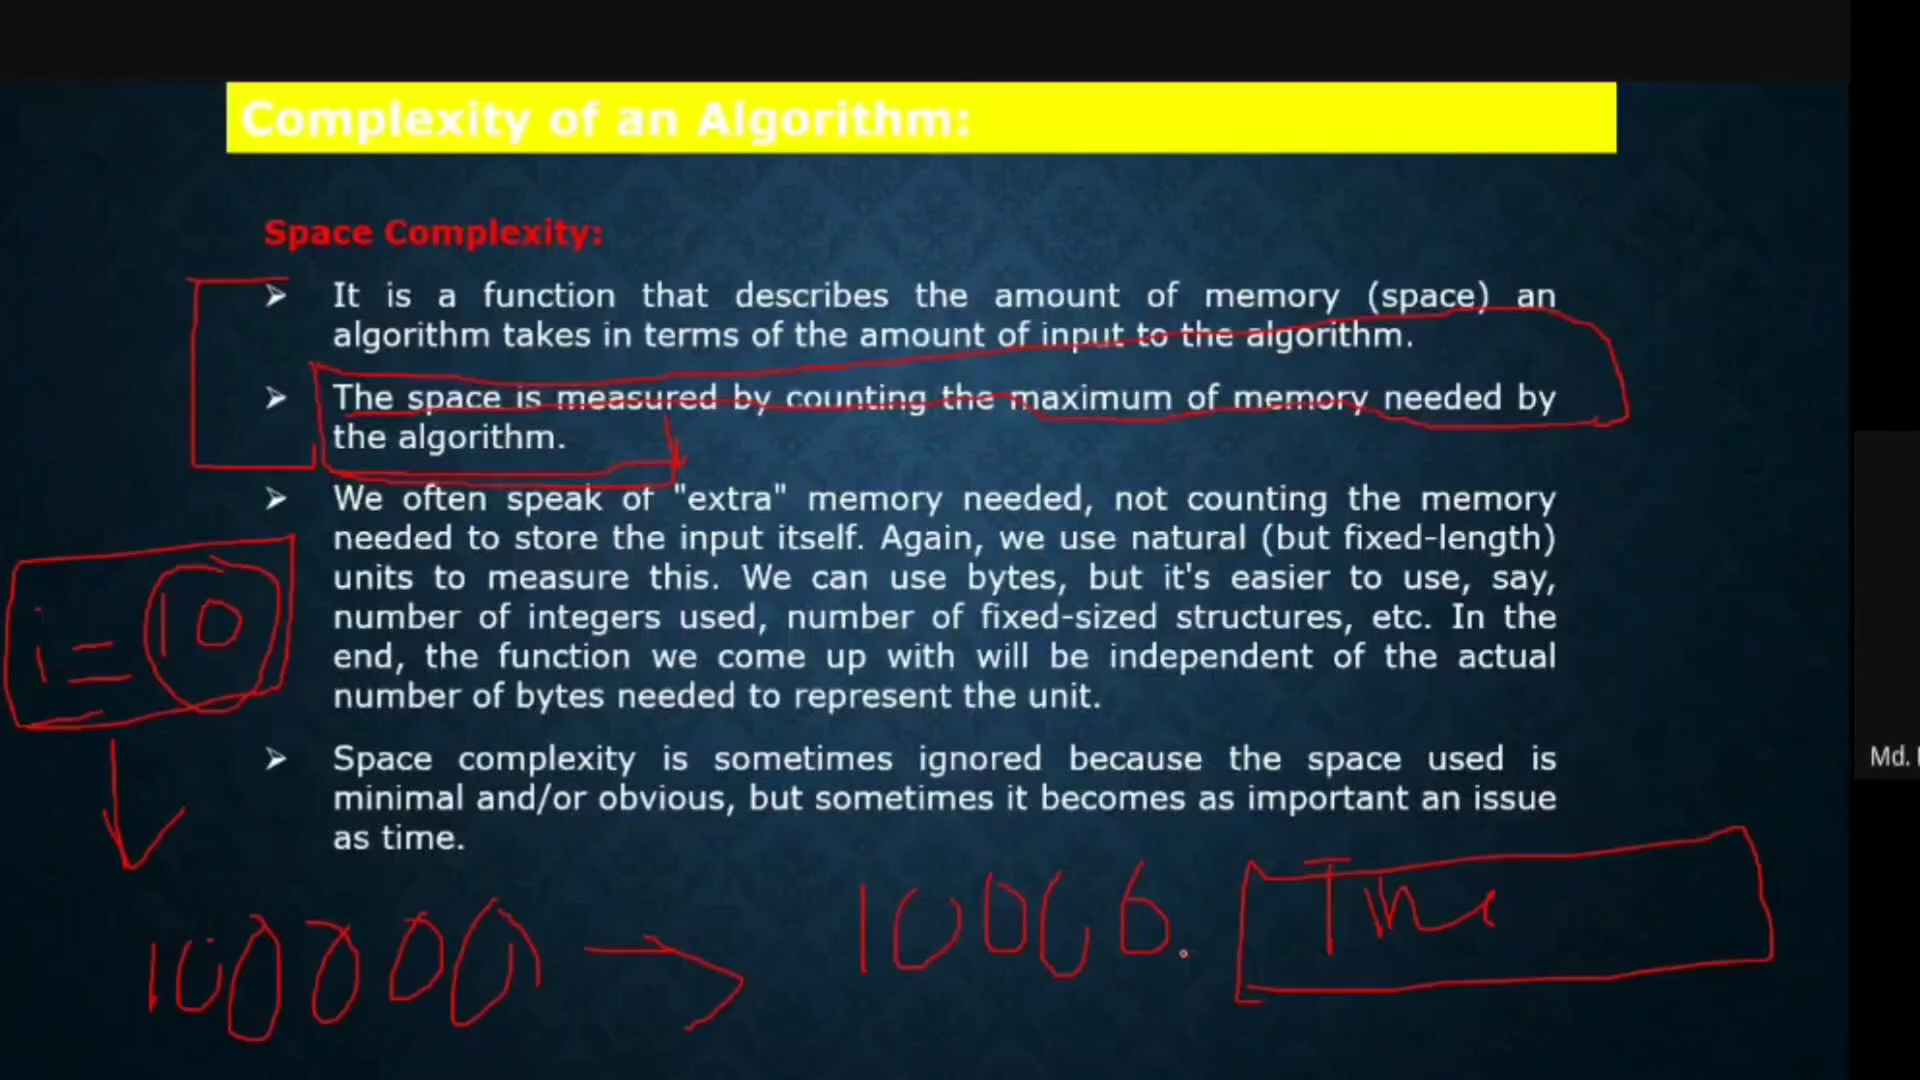 Complexity of an Algorithm:
Space Complexity:
➤ It is a function that describes the amount of memory (space) an
algorithm takes in terms of the amount of input to the algorithm.
➤ The space is measured by counting the maximum of memory needed by
the algorithm.
➤ We often speak of "extra" memory needed, not counting the memory
needed to store the input itself. Again, we use natural (but fixed-length)
units to measure this. We can use bytes, but it's easier to use, say,
number of integers used, number of fixed-sized structures, etc. In the
end, the function we come up with will be independent of the actual
number of bytes needed to represent the unit.
➤ Space complexity is sometimes ignored because the space used is
minimal and/or obvious, but sometimes it becomes as important an issue
as time.
i=10
Md.
100000
Time